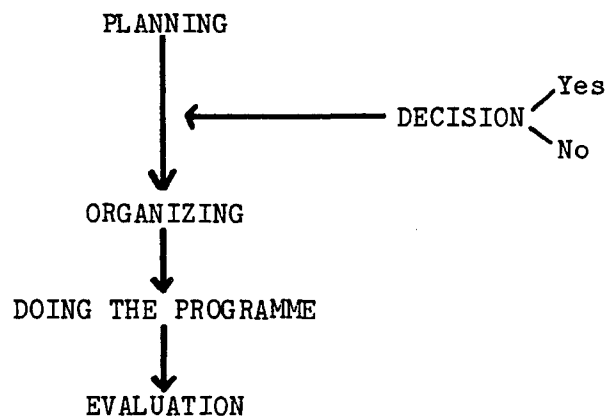 PLANNING
Yes
DECISION
No
ORGANIZING
DOING THE PROGRAMME
EVALUATION